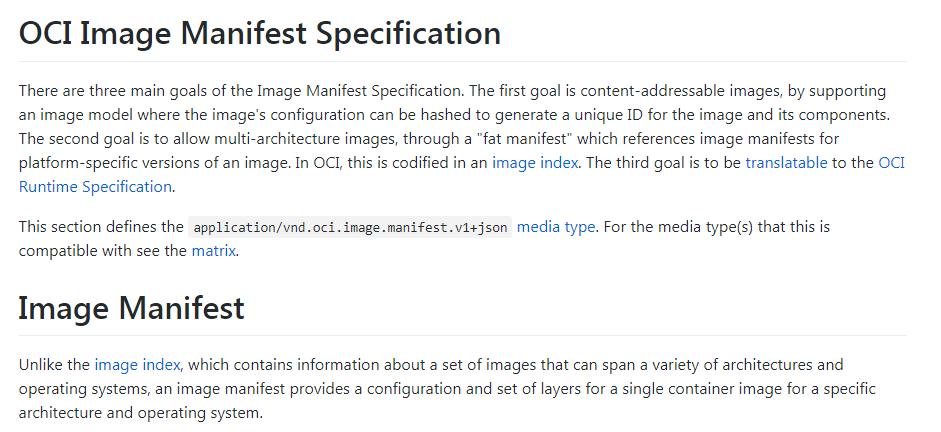 OCI Image Manifest Specification
There are three main goals of the Image Manifest Specification. The first goal is content-addressable images, by supporting
an image model where the image's configuration can be hashed to generate a unique ID for the image and its components.
The second goal is to allow multi-architecture images, through a "fat manifest" which references image manifests for
platform-specific versions of an image. In OCI, this is codified in an image index. The third goal is to be translatable to the OCI
Runtime Specification.
This section defines the application/vnd.oci.image.manifest.v1+json media type. For the media type(s) that this is
compatible with see the matrix.
Image Manifest
Unlike the image index, which contains information about a set of images that can span a variety of architectures and
operating systems, an image manifest provides a configuration and set of layers for a single container image for a specific
architecture and operating system.